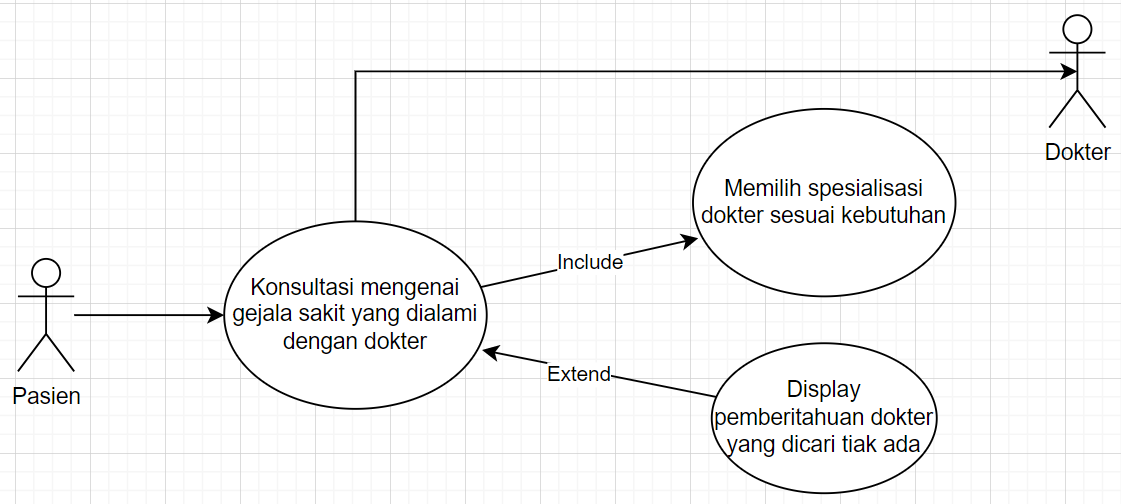 Dokter
Memilih spesialisasi
dokter sesuai kebutuhan
Include
Konsultasi mengenai
gejala sakit yang dialami
dengan dokter
Pasien
Extend
Display
pemberitahuan dokter
yang dicari tiak ada